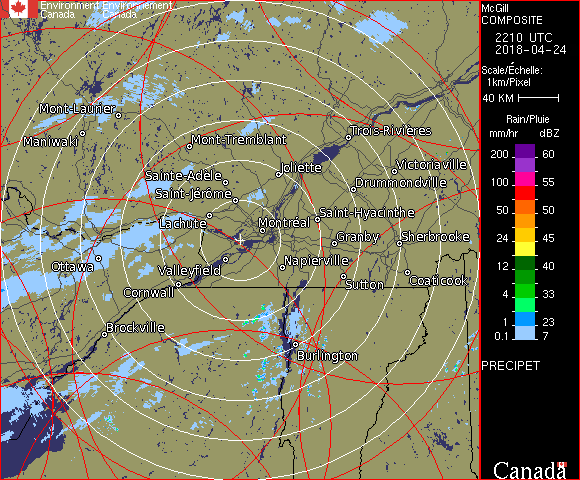 Environment Environnement
Canada Canada
McGill
COMPOSITE
2210 UTC
2018-04-24
Scale/Échelle:
1km/Pixel
40 KM
Rain/Pluie
mm/hr dBZ
200 60
100 55
50 50
24 45
12 40
4 33
1 23
0.1 7
PRECIPET
Canada
Mont-Laurier
Maniwaki
Mont-Tremblant
Trois-Rivières
Joliette
Victoriaville
Sainte-Adèle
Drummondville
Saint-Jérôme
Saint-Hyacinthe
Lachute
Montréal
Granby
Sherbrooke
Ottawa
Valleyfield
Napierville
Cornwall
Sutton
Coaticook
Brockville
Burlington